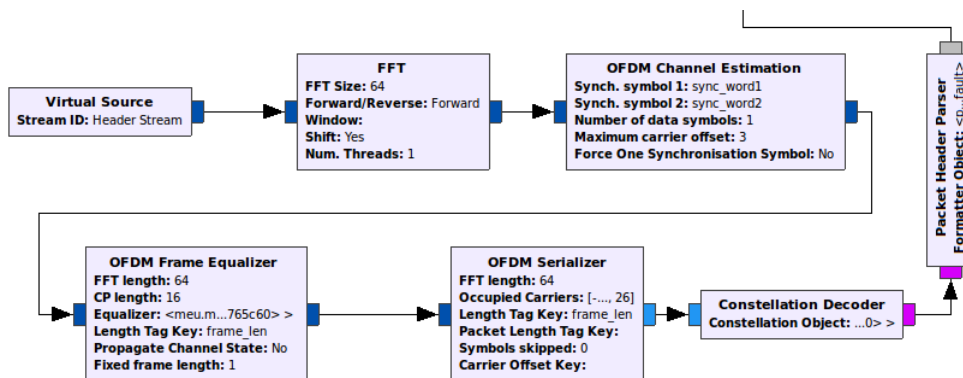 FFT
FFT Size: 64
Forward/Reverse: Forward
Window:
Shift: Yes
Num. Threads: 1
OFDM Channel Estimation
Synch. symbol 1: sync_word1
Synch. symbol 2: sync_word2
Number of data symbols: 1
Maximum carrier offset: 3
Force One Synchronisation Symbol: No
Virtual Source
Stream ID: Header Stream
Packet Header Parser
Formatter Object: <p...fault>
OFDM Frame Equalizer
FFT length: 64
CP length: 16
Equalizer: <meu.m...765c60> >
Length Tag Key: frame_len
Propagate Channel State: No
Fixed frame length: 1
OFDM Serializer
FFT length: 64
Occupied Carriers: [-..., 26]
Length Tag Key: frame_len
Packet Length Tag Key:
Symbols skipped: 0
Carrier Offset Key:
Constellation Decoder
Constellation Object: ...0> >